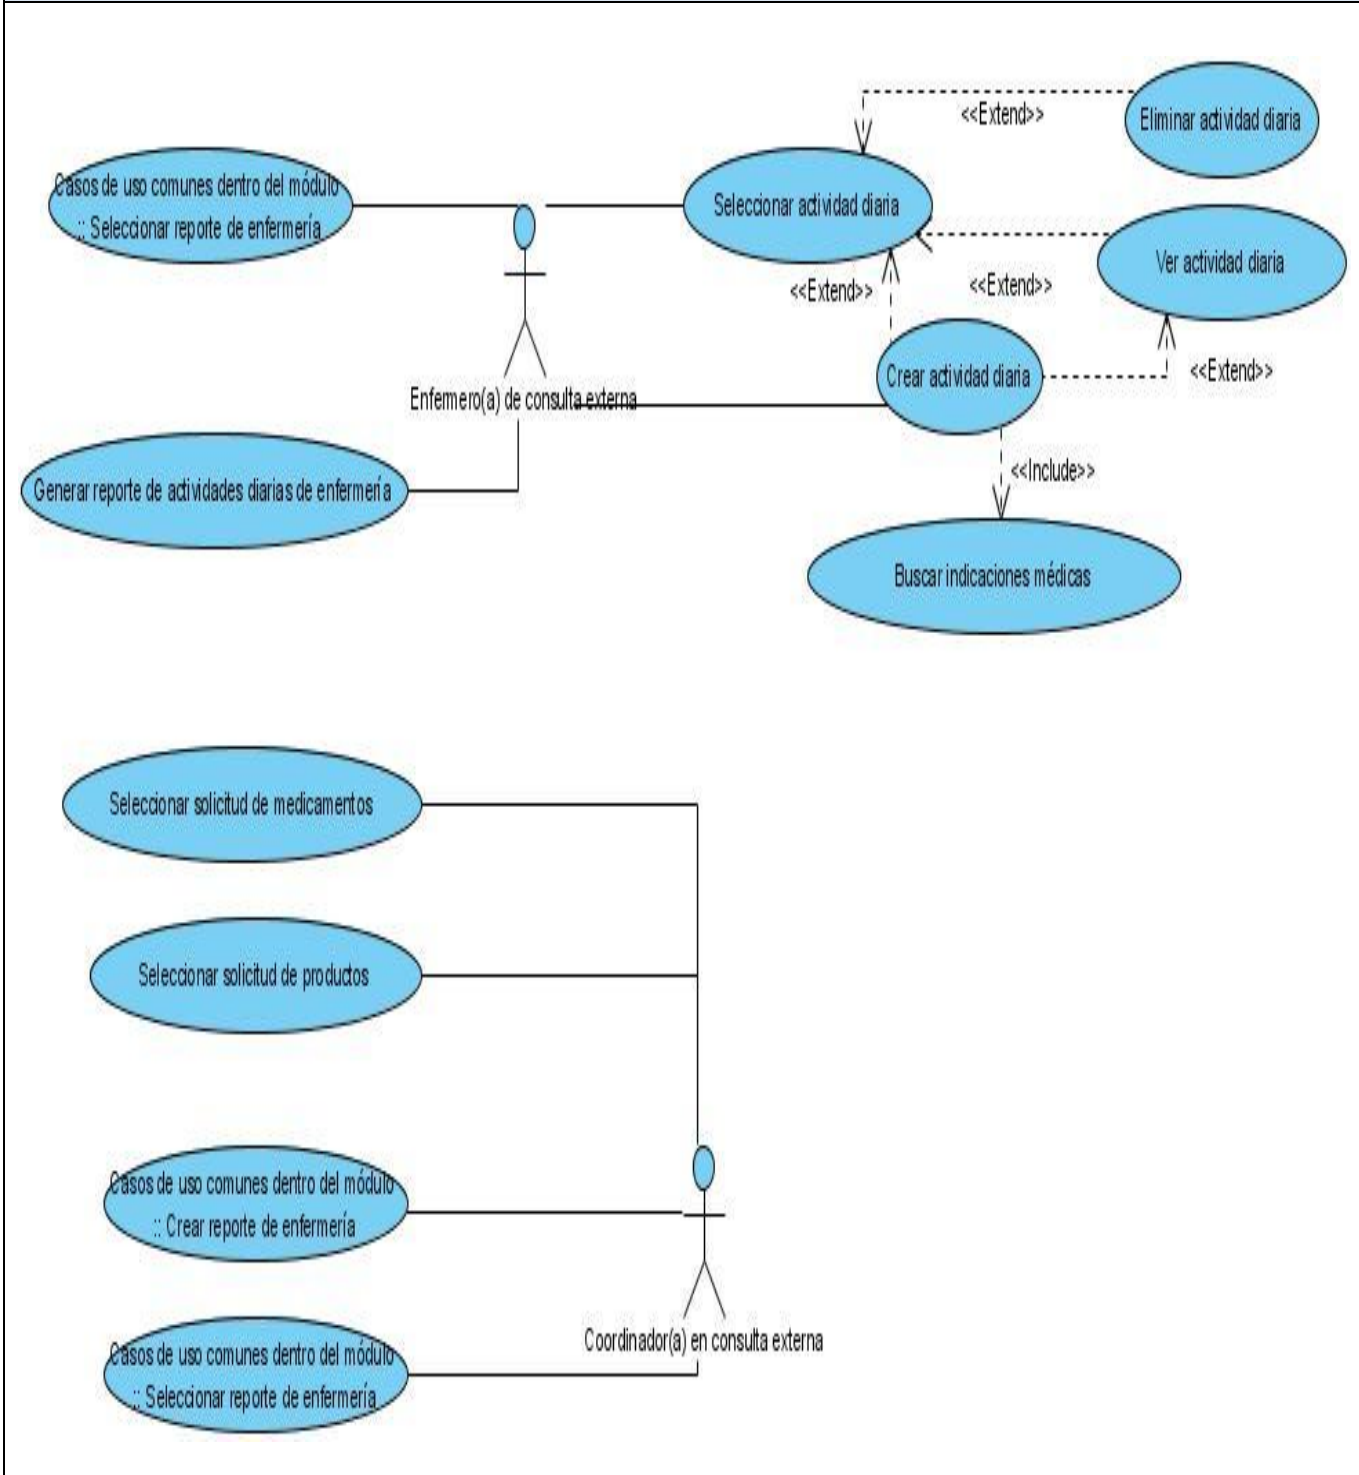 <<Extend>>
Eliminar actividad diaria
Casos de uso comunes dentro del módulo
:: Seleccionar reporte de enfermería
Seleccionar actividad diaria
Ver actividad diaria
<<Extend>>
<<Extend>>
Crear actividad diaria
<<Extend>>
Enfermero(a) de consulta externa
Generar reporte de actividades diarias de enfermería
<<Include>>
Buscar indicaciones médicas
Seleccionar solicitud de medicamentos
Seleccionar solicitud de productos
Casos de uso comunes dentro del módulo
:: Crear reporte de enfermería
Coordinador(a) en consulta externa
Casos de uso comunes dentro del módulo
:: Seleccionar reporte de enfermería